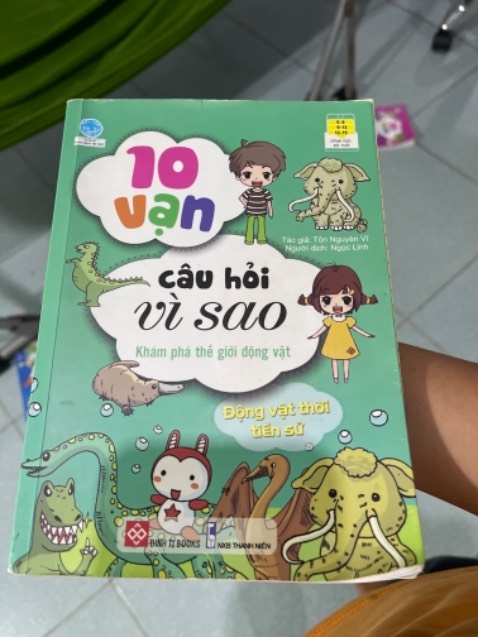 10
vạn
câu hỏi
vì sao
Khám phá thế giới động vật
Tác giả: Tôn Nguyên Vĩ
Người dịch: Ngọc Linh
Động vật thời
tiền sử
ĐINH TỊ BOOKS
NXB THANH NIÊN